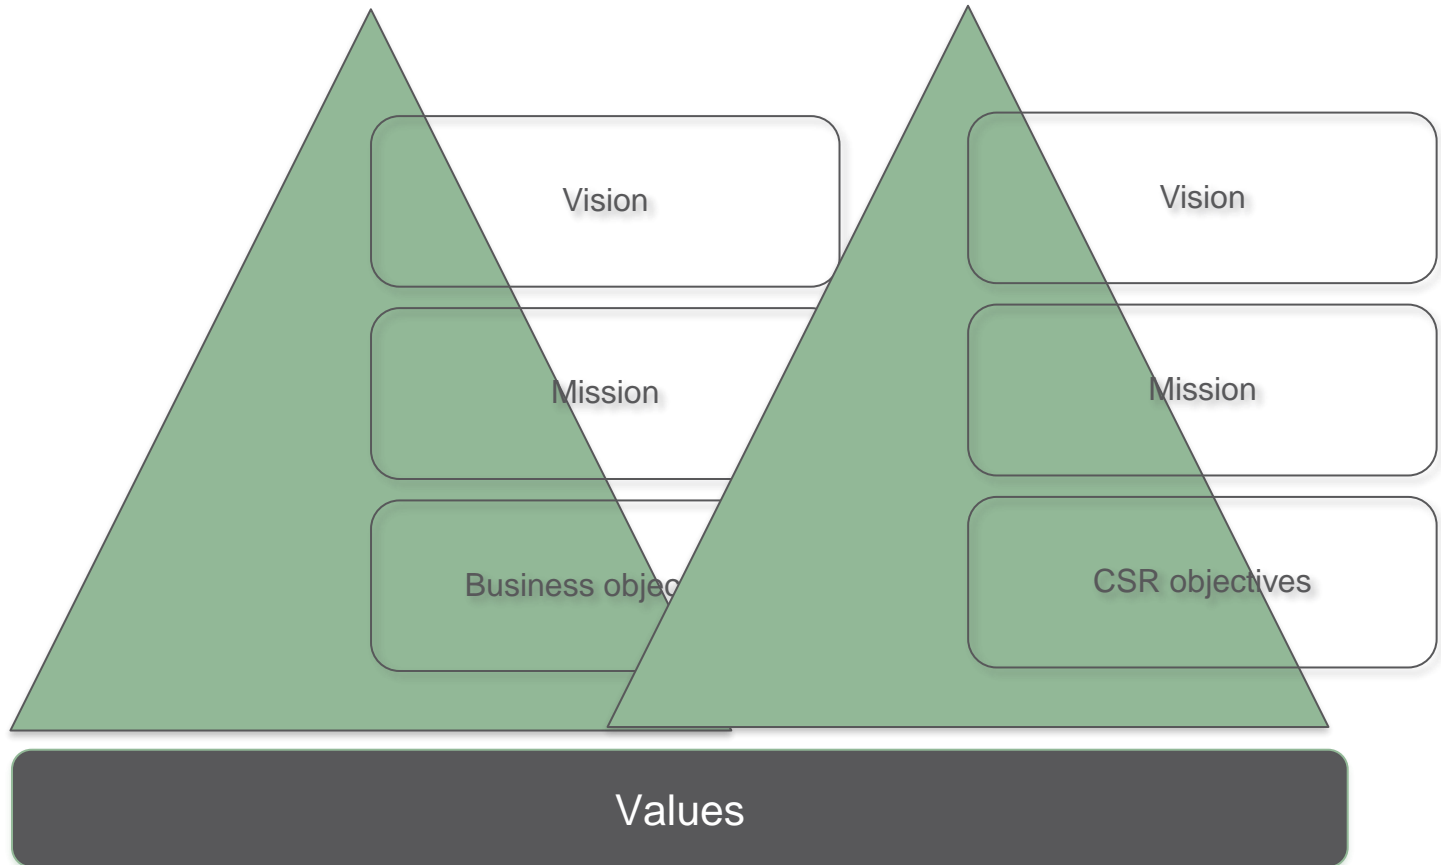 Vision
Mission
Business objec
Vision
Mission
CSR objectives
Values